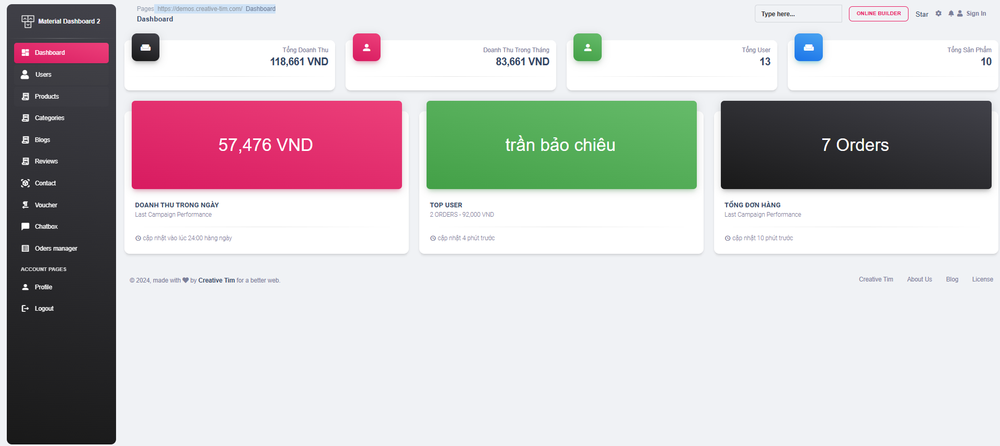 Material Dashboard 2
Dashboard
Users
Products
Categories
Blogs
Reviews
Contact
Voucher
Chatbox
Oders manager
ACCOUNT PAGES
Profile
Logout
Pages https://demos.creative-tim.com/ Dashboard
Dashboard
Type here...
ONLINE BUILDER
Star
Sign In
Tổng Doanh Thu
118,661 VND
Doanh Thu Trong Tháng
83,661 VND
Tổng User
13
Tổng Sản Phẩm
10
57,476 VND
DOANH THU TRONG NGÀY
Last Campaign Performance
cập nhật vào lúc 24:00 hàng ngày
trần bảo chiêu
TOP USER
2 ORDERS - 92,000 VND
cập nhật 4 phút trước
7 Orders
TỔNG ĐƠN HÀNG
Last Campaign Performance
cập nhật 10 phút trước
© 2024, made with by Creative Tim for a better web.
Creative Tim
About Us
Blog
License